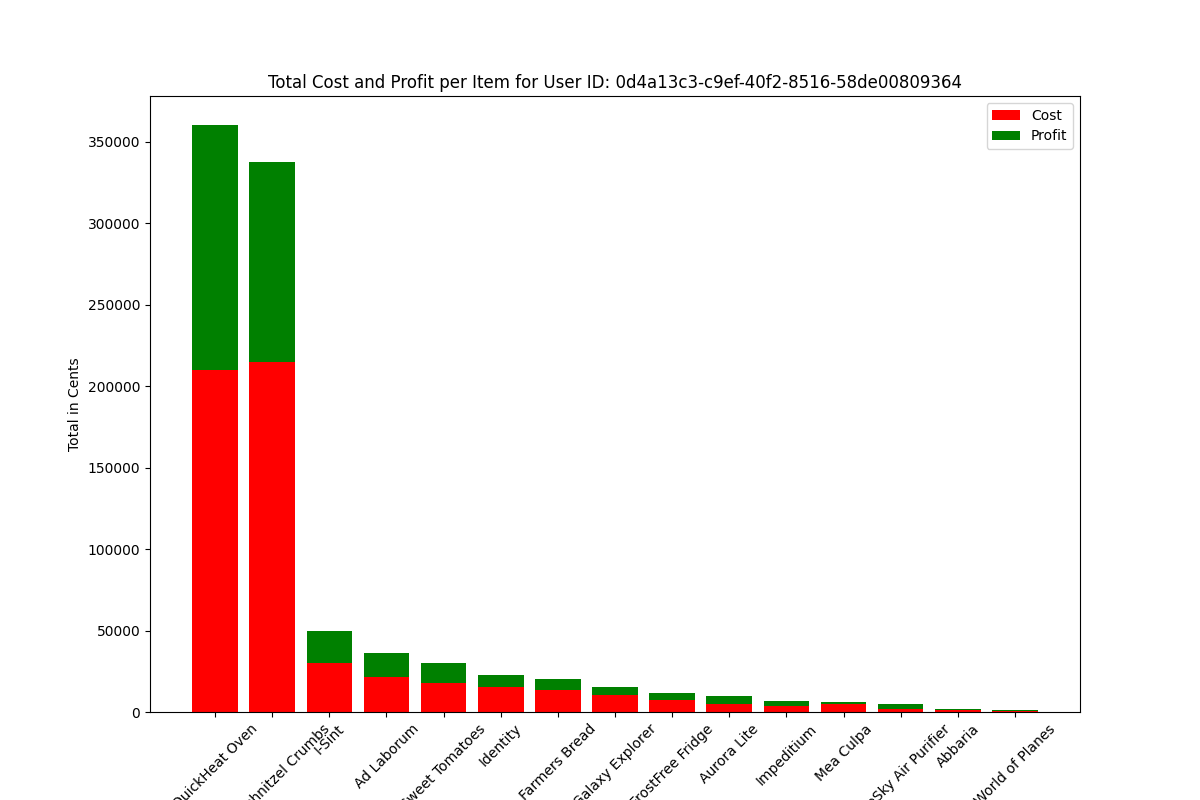 Total Cost and Profit per Item for User ID: 0d4a13c3-c9ef-40f2-8516-58de00809364
Cost
Profit
Total in Cents
350000
300000
250000
200000
150000
100000
50000
0
QuickHeat Oven
Crumbs
I-Sint
Ad Laborum
Sweet Tomatoes
Identity
Farmers Bread
Galaxy Explorer
FrostFree Fridge
Aurora Lite
Impeditium
Mea Culpa
Air Purifier
Abbaria
World of Planes